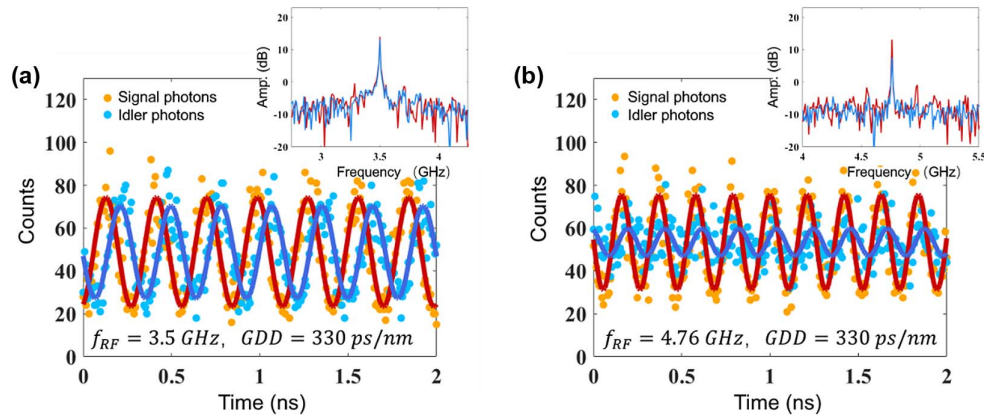 (a)
Signal photons
Idler photons
Counts
0
20
40
60
80
100
120
0
0.5
1
1.5
2
Time (ns)
f_RF = 3.5 GHz, GDD = 330 ps/nm
Amp. (dB)
20
10
0
-10
-20
3
3.5
4
Frequency （GHz）
(b)
Signal photons
Idler photons
Counts
0
20
40
60
80
100
120
0
0.5
1
1.5
2
Time (ns)
f_RF = 4.76 GHz, GDD = 330 ps/nm
Amp. (dB)
20
10
0
-10
-20
4
4.5
5
5.5
Frequency （GHz）